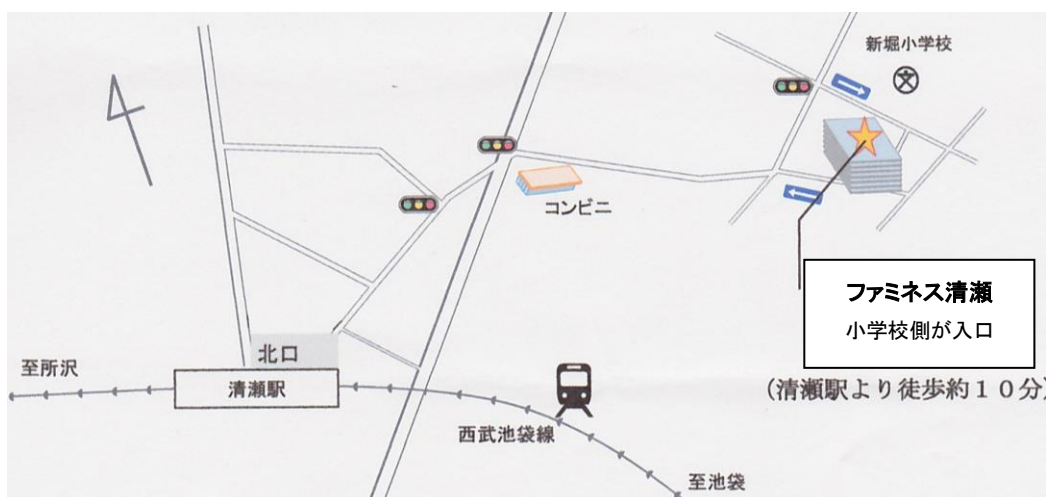 新堀小学校
コンビニ
ファミネス清瀬
小学校側が入口
(清瀬駅より徒歩約10分)
北口
至所沢
清瀬駅
西武池袋線
至池袋